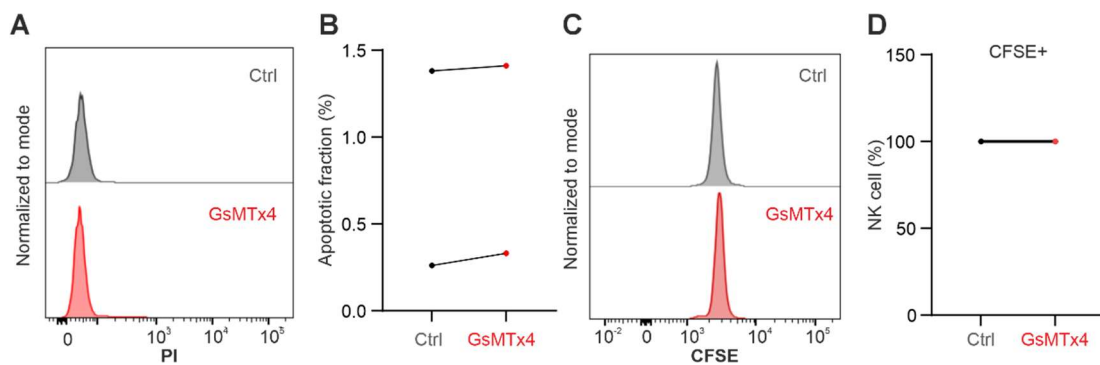 A
Normalized to mode
Ctrl
GsMTx4
0
10³
10⁴
10⁵
PI
B
Apoptotic fraction (%)
1.5
1.0
0.5
0.0
Ctrl
GsMTx4
C
Normalized to mode
Ctrl
GsMTx4
10⁻²
0
10³
10⁴
10⁵
CFSE
D
CFSE+
NK cell (%)
150
100
50
0
Ctrl
GsMTx4